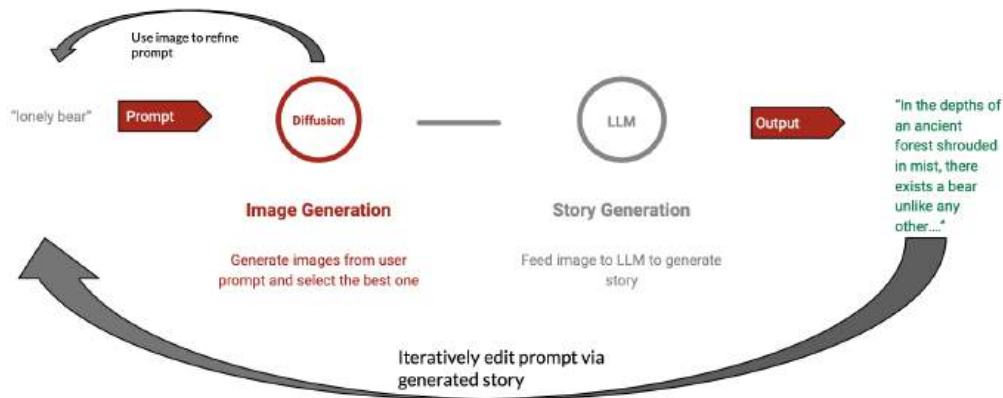 Use image to refine
prompt
"lonely bear"
Prompt
Diffusion
LLM
Output
"In the depths of
an ancient
forest shrouded
in mist, there
exists a bear
unlike any
other...."
Image Generation
Story Generation
Generate images from user
prompt and select the best one
Feed image to LLM to generate
story
Iteratively edit prompt via
generated story